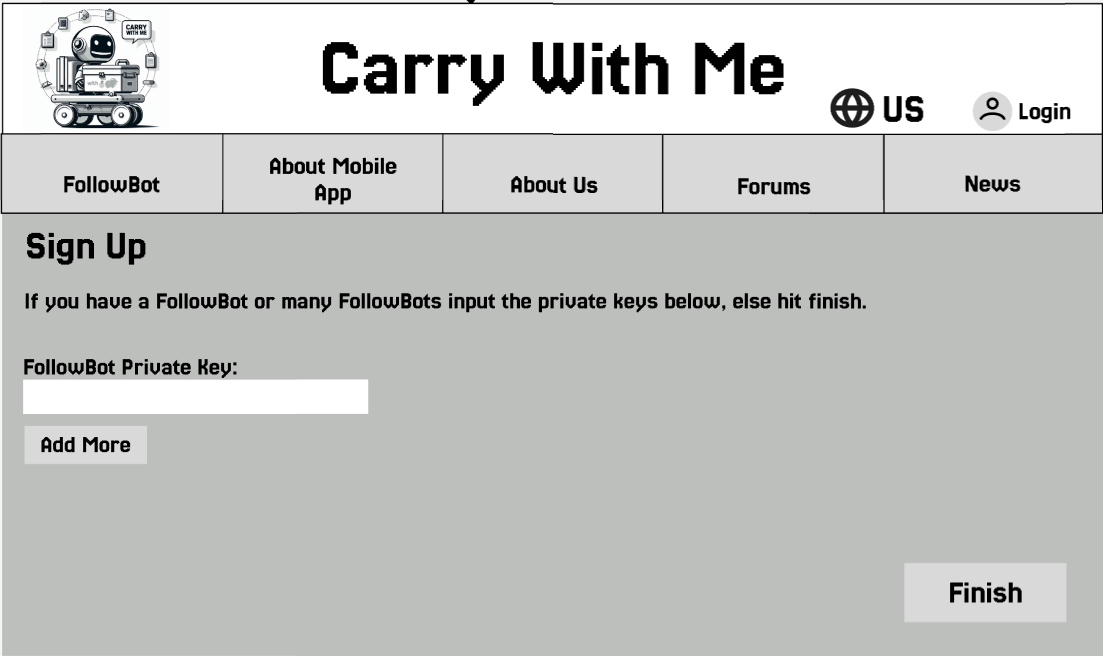 CARRY
WITH ME
Carry With Me
US
Login
FollowBot
About Mobile
App
About Us
Forums
News
Sign Up
If you have a FollowBot or many FollowBots input the private keys below, else hit finish.
FollowBot Private Key:
Add More
Finish